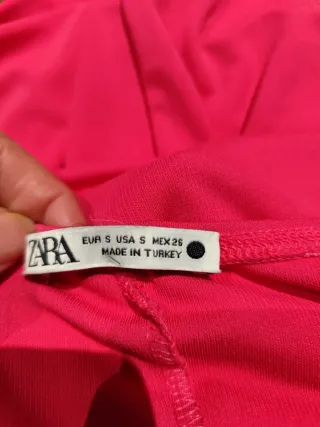 ZARA
EUR S USA S MEX 26
MADE IN TURKEY